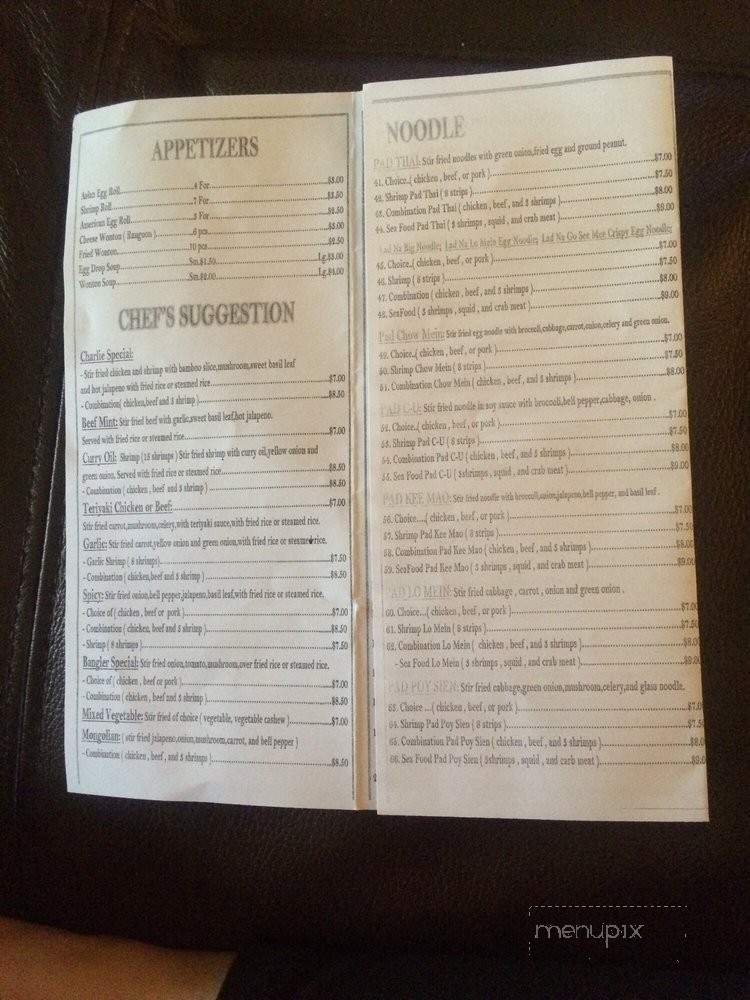 APPETIZERS
Asian Egg Roll 4 For $3.00
Shrimp Roll 7 For $3.50
American Egg Roll 3 For $2.50
Cheese Wonton ( Rangoon ) 6 pcs $3.00
Fried Wonton 10 pcs $2.50
Egg Drop Soup Sm.$1.50 Lg.$3.00
Wonton Soup Sm.$2.00 Lg.$4.00
CHEF'S SUGGESTION
Charlie Special:
- Stir fried chicken and shrimp with bamboo slice,mushroom,sweet basil leaf
and hot jalapeno with fried rice or steamed rice $7.00
- Combination( chicken,beef and 3 shrimp ) $8.50
Beef Mint: Stir fried beef with garlic,sweet basil leaf,hot jalapeno.
Served with fried rice or steamed rice $7.00
Curry Oil: Shrimp (15 shrimps) Stir fried shrimp with curry oil,yellow onion and
green onion. Served with fried rice or steamed rice $8.50
- Combination ( chicken , beef and 3 shrimp ) $8.50
Teriyaki Chicken or Beef: $7.00
Stir fried carrot,mushroom,celery,with teriyaki sauce,with fried rice or steamed rice.
Garlic: Stir fried carrot,yellow onion and green onion,with fried rice or steamed rice.
- Garlic Shrimp ( 8 shrimps) $7.50
- Combination ( chicken,beef and 3 shrimp ) $8.50
Spicy: Stir fried onion,bell pepper,jalapeno,basil leaf,with fried rice or steamed rice.
- Choice of ( chicken , beef or pork ) $7.00
- Combination ( chicken, beef and 3 shrimp ) $8.50
- Shrimp ( 8 shrimps ) $7.50
Bangler Special: Stir fried onion,tomato,mushroom,over fried rice or steamed rice.
- Choice of ( chicken , beef or pork ) $7.00
- Combination ( chicken , beef and 3 shrimp ) $8.50
Mixed Vegetable: Stir fried of choice ( vegetable, vegetable cashew ) $7.00
Mongolian: ( stir fried jalapeno,onion,mushroom,carrot, and bell pepper )
- Combination ( chicken , beef , and 3 shrimps ) $8.50
NOODLE
PAD THAI: Stir fried noodles with green onion,fried egg and ground peanut.
41. Choice..( chicken , beef , or pork ) $7.00
42. Shrimp Pad Thai ( 8 strips ) $7.50
43. Combination Pad Thai ( chicken , beef , and 3 shrimps ) $8.00
44. Sea Food Pad Thai ( 3 shrimps , squid , and crab meat ) $9.00
Lad Na Big Noodle; Lad Na Lo Mein Egg Noodle; Lad Na Go See Mee Crispy Egg Noodle;
45. Choice..( chicken , beef , or pork ) $7.00
46. Shrimp ( 8 strips ) $7.50
47. Combination ( chicken , beef , and 3 shrimps ) $8.00
48. SeaFood ( 3 shrimps , squid , and crab meat ) $9.00
Pad Chow Mein: Stir fried egg noodle with broccoli,cabbage,carrot,onion,celery and green onion.
49. Choice..( chicken , beef , or pork ) $7.00
50. Shrimp Chow Mein ( 8 strips ) $7.50
51. Combination Chow Mein ( chicken , beef , and 3 shrimps ) $8.00
PAD C-U: Stir fried noodle in soy sauce with broccoli,bell pepper,cabbage, onion .
52. Choice..( chicken , beef , or pork ) $7.00
53. Shrimp Pad C-U ( 8 strips ) $7.50
54. Combination Pad C-U ( chicken , beef , and 3 shrimps ) $8.00
55. Sea Food Pad C-U ( 3shrimps , squid , and crab meat ) $9.00
PAD KEE MAO: Stir fried noodle with broccoli,onion,jalapeno,bell pepper, and basil leaf .
56. Choice....( chicken , beef , or pork ) $7.00
57. Shrimp Pad Kee Mao ( 8 strips ) $7.50
58. Combination Pad Kee Mao ( chicken , beef , and 3 shrimps ) $8.00
59. SeaFood Pad Kee Mao ( 3 shrimps , squid , and crab meat ) $9.00
PAD LO MEIN: Stir fried cabbage , carrot , onion and green onion .
60. Choice...( chicken , beef , or pork ) $7.00
61. Shrimp Lo Mein ( 8 strips ) $7.50
62. Combination Lo Mein ( chicken , beef , and 3 shrimps ) $8.00
- Sea Food Lo Mein ( 3 shrimps , squid , and crab meat ) $9.00
PAD POY SIEN: Stir fried cabbage,green onion,mushroom,celery,and glass noodle.
63. Choice ...( chicken , beef , or pork ) $7.0
64. Shrimp Pad Poy Sien ( 8 strips ) $7.5
65. Combination Pad Poy Sien ( chicken , beef , and 3 shrimps ) $8.0
66. Sea Food Pad Poy Sien ( 3shrimps , squid , and carb meat ) $9.0
menupix